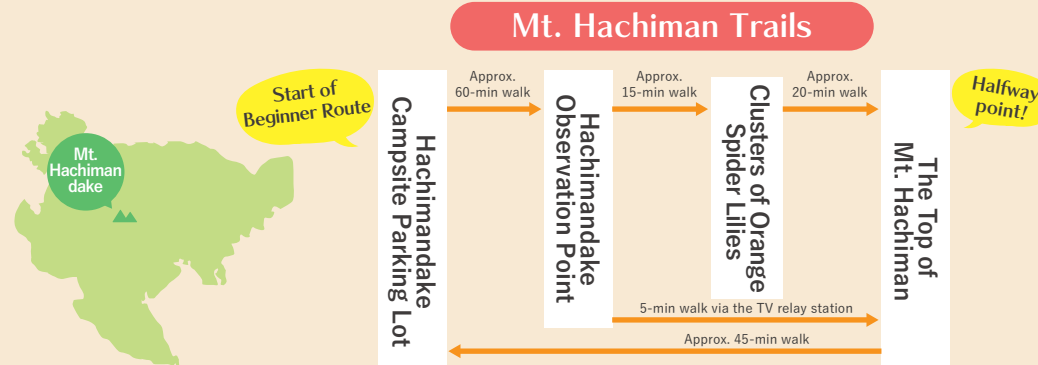 Mt. Hachiman Trails
Start of
Beginner Route
Mt.
Hachiman
dake
Hachimandake
Campsite Parking Lot
Approx.
60-min walk
Hachimandake
Observation Point
Approx.
15-min walk
Clusters of Orange
Spider Lilies
Approx.
20-min walk
The Top of
Mt. Hachiman
Halfway
point!
5-min walk via the TV relay station
Approx. 45-min walk